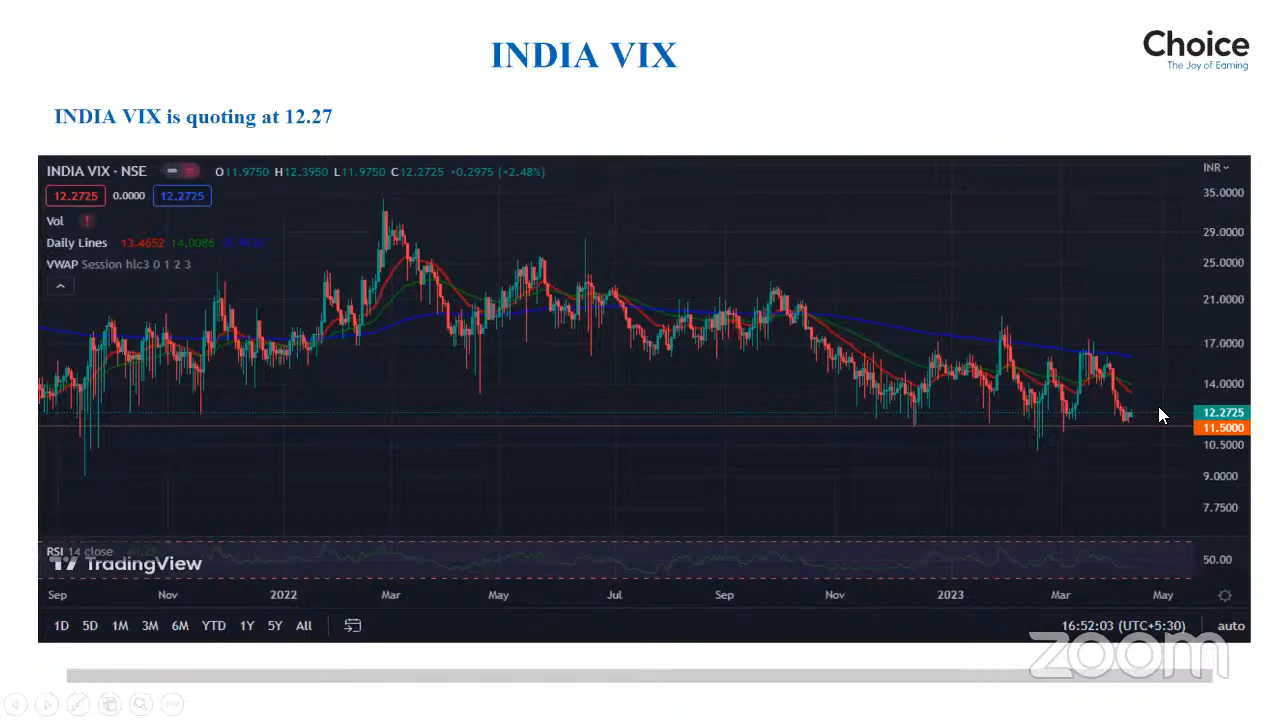 INDIA VIX
Choice
The Joy of Earning
INDIA VIX is quoting at 12.27
INDIA VIX · NSE O11.9750 H12.3950 L11.9750 C12.2725 +0.2975 (+2.48%)
INR
12.2725 0.0000 12.2725
Vol !
Daily Lines 13.4652 14.0086
VWAP Session hlc3 0 1 2 3
35.0000
29.0000
25.0000
21.0000
17.0000
14.0000
12.2725
11.5000
10.5000
9.0000
7.7500
RSI 14 close
TradingView
50.00
Sep Nov 2022 Mar May Jul Sep Nov 2023 Mar May
1D 5D 1M 3M 6M YTD 1Y 5Y All
16:52:03 (UTC+5:30) auto
zoom